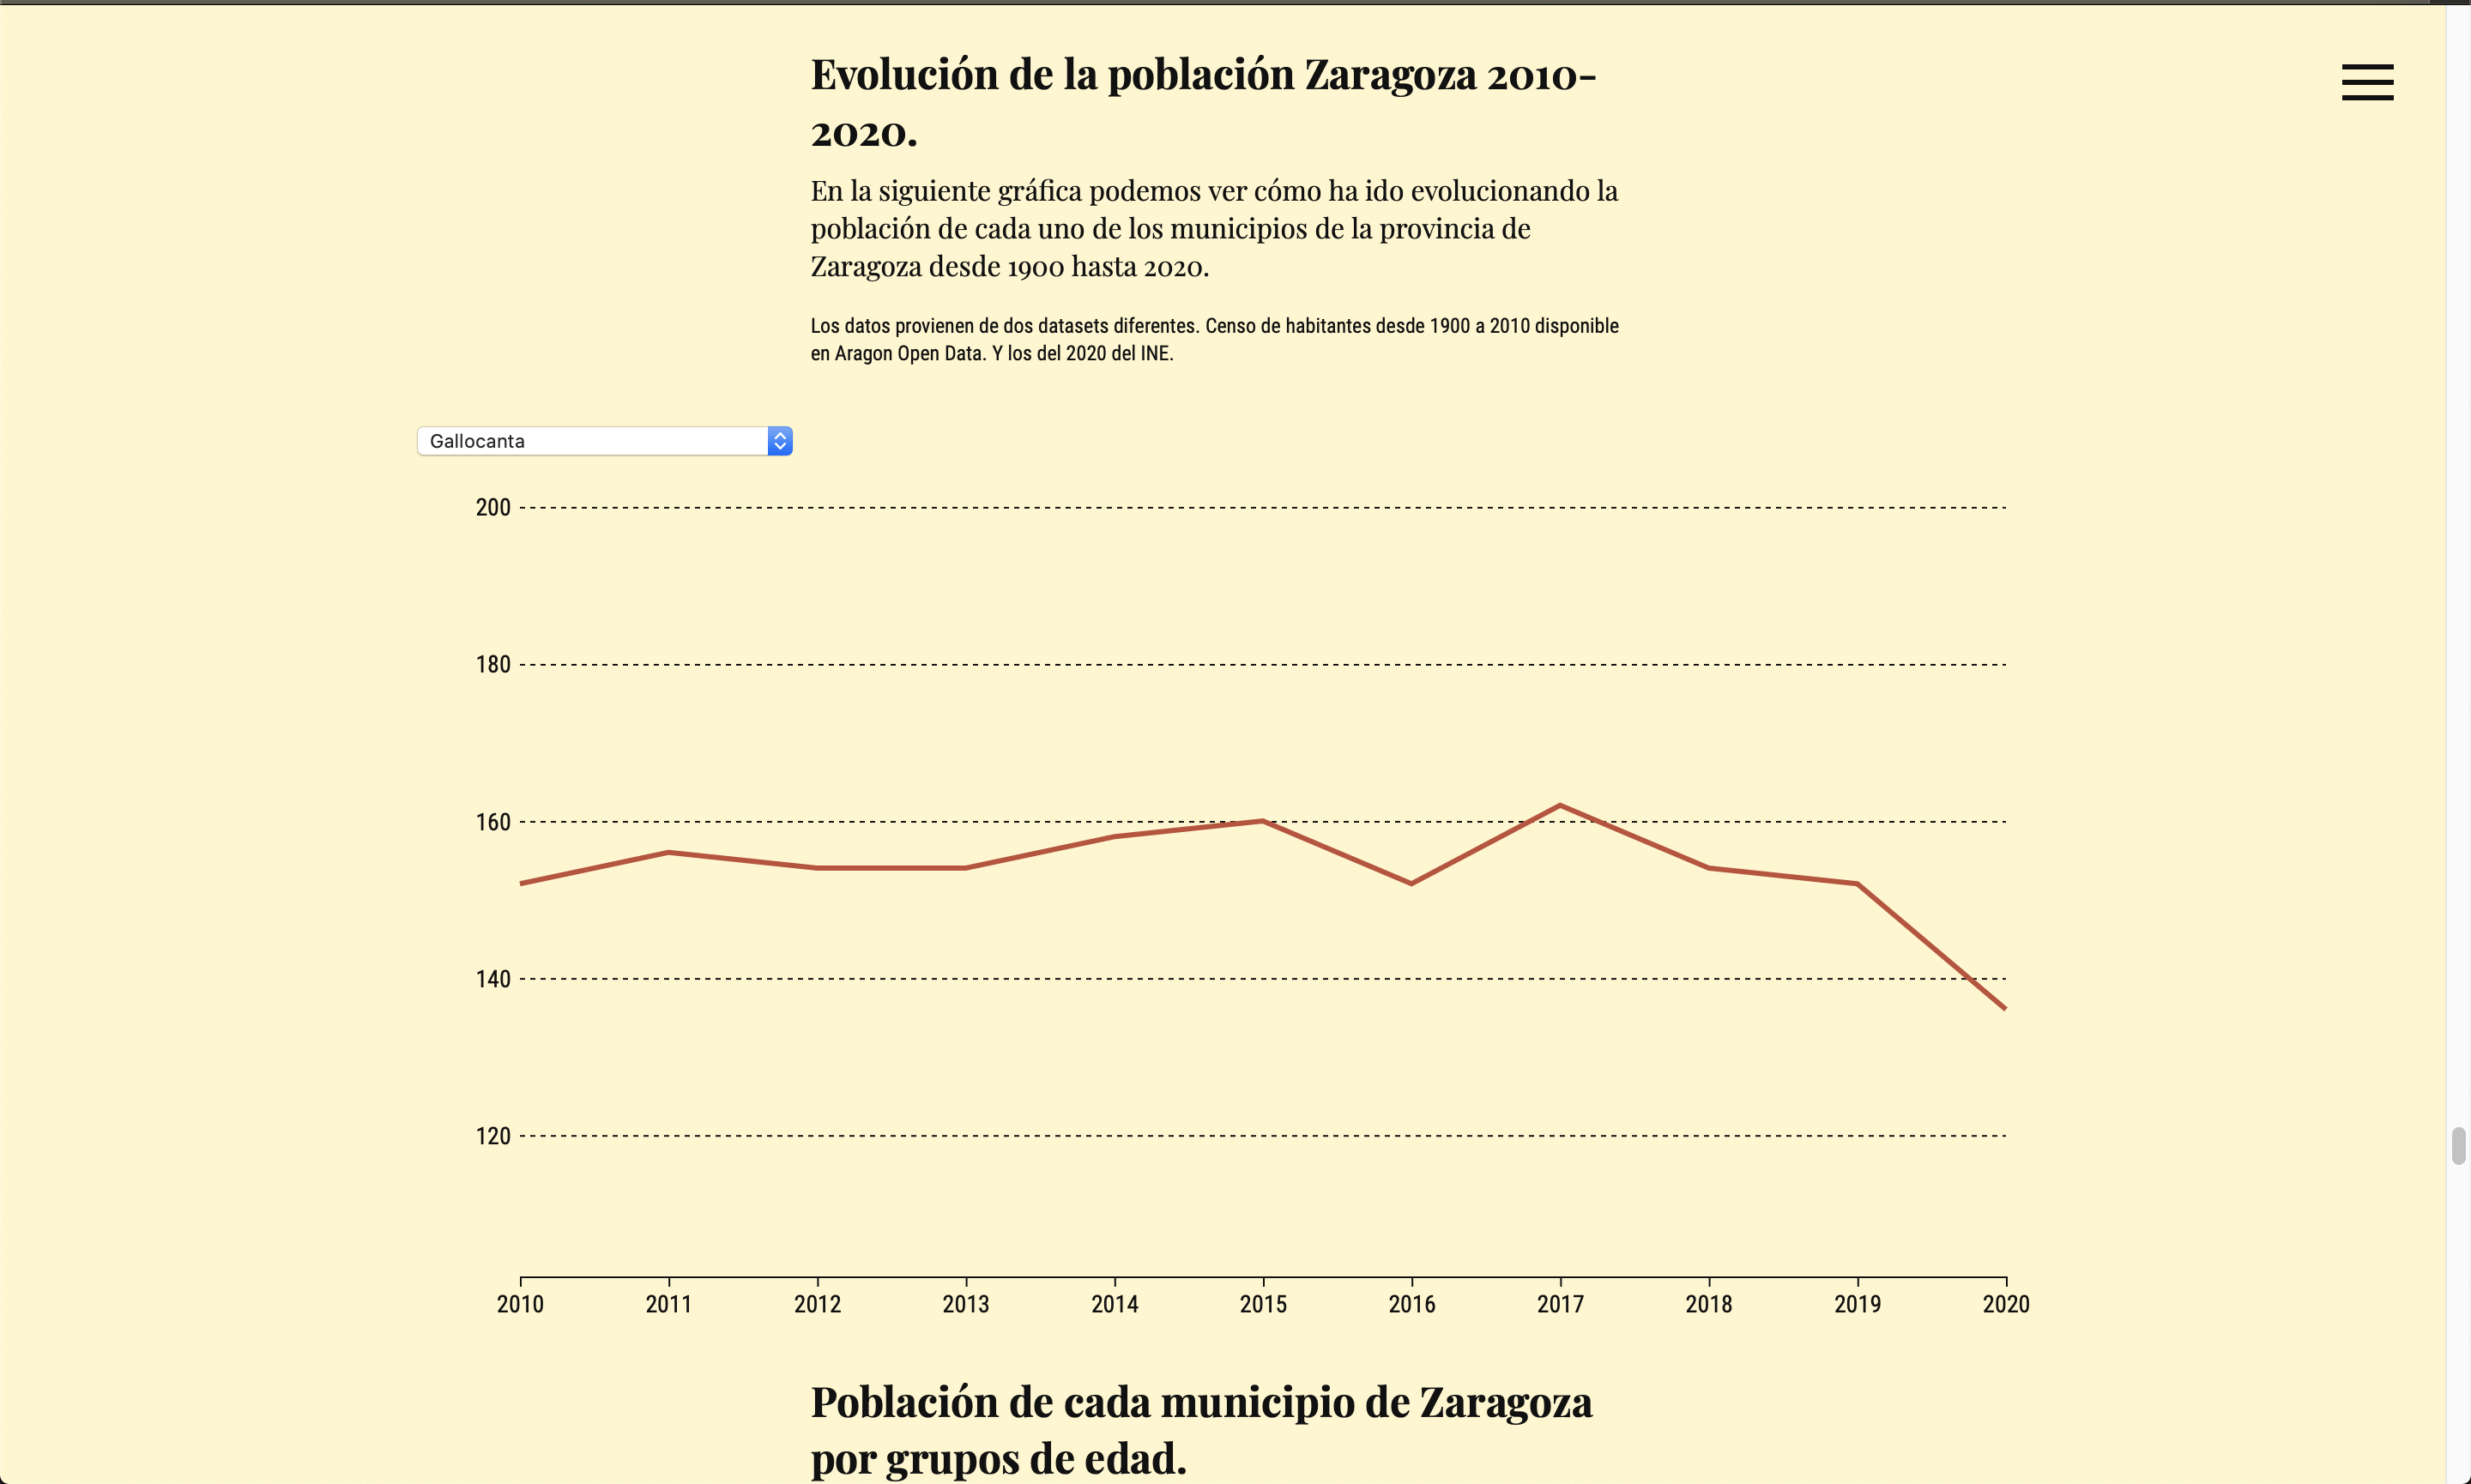 Evolución de la población Zaragoza 2010-
2020.
En la siguiente gráfica podemos ver cómo ha ido evolucionando la
población de cada uno de los municipios de la provincia de
Zaragoza desde 1900 hasta 2020.
Los datos provienen de dos datasets diferentes. Censo de habitantes desde 1900 a 2010 disponible
en Aragon Open Data. Y los del 2020 del INE.
Gallocanta
200
180
160
140
120
2010 2011 2012 2013 2014 2015 2016 2017 2018 2019 2020
Población de cada municipio de Zaragoza
por grupos de edad.